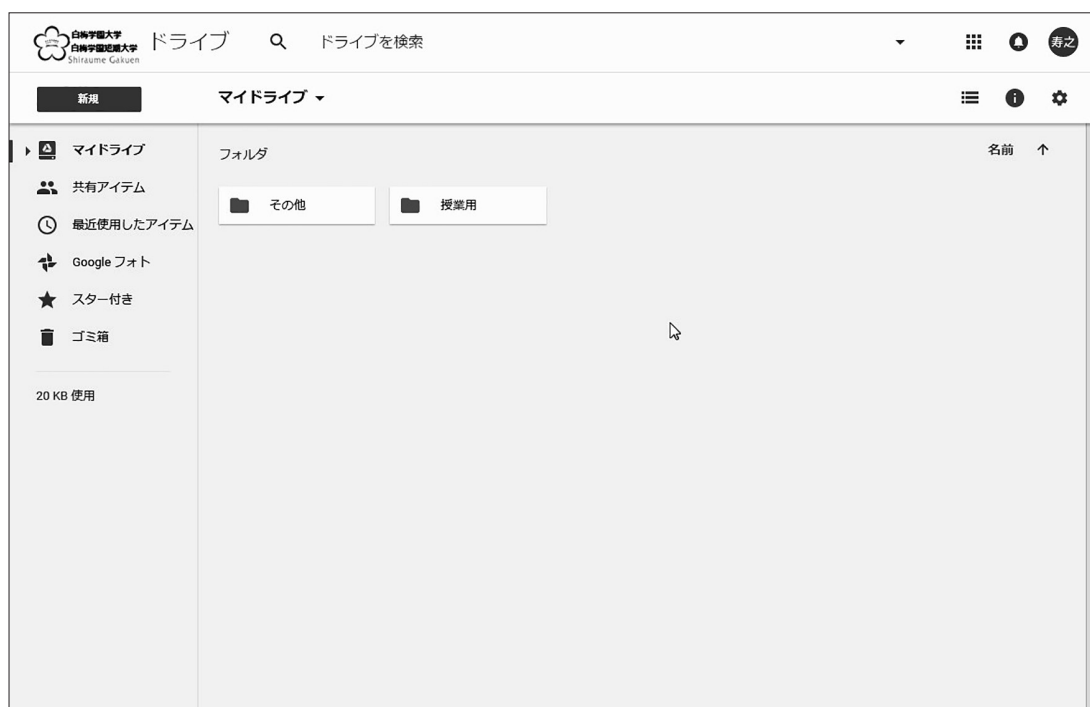 白梅学園大学
白梅学園短期大学
Shiraume Gakuen
ドライブ
ドライブを検索
寿之
新規
マイドライブ
マイドライブ
共有アイテム
最近使用したアイテム
Google フォト
スター付き
ゴミ箱
20 KB 使用
フォルダ
名前
その他
授業用